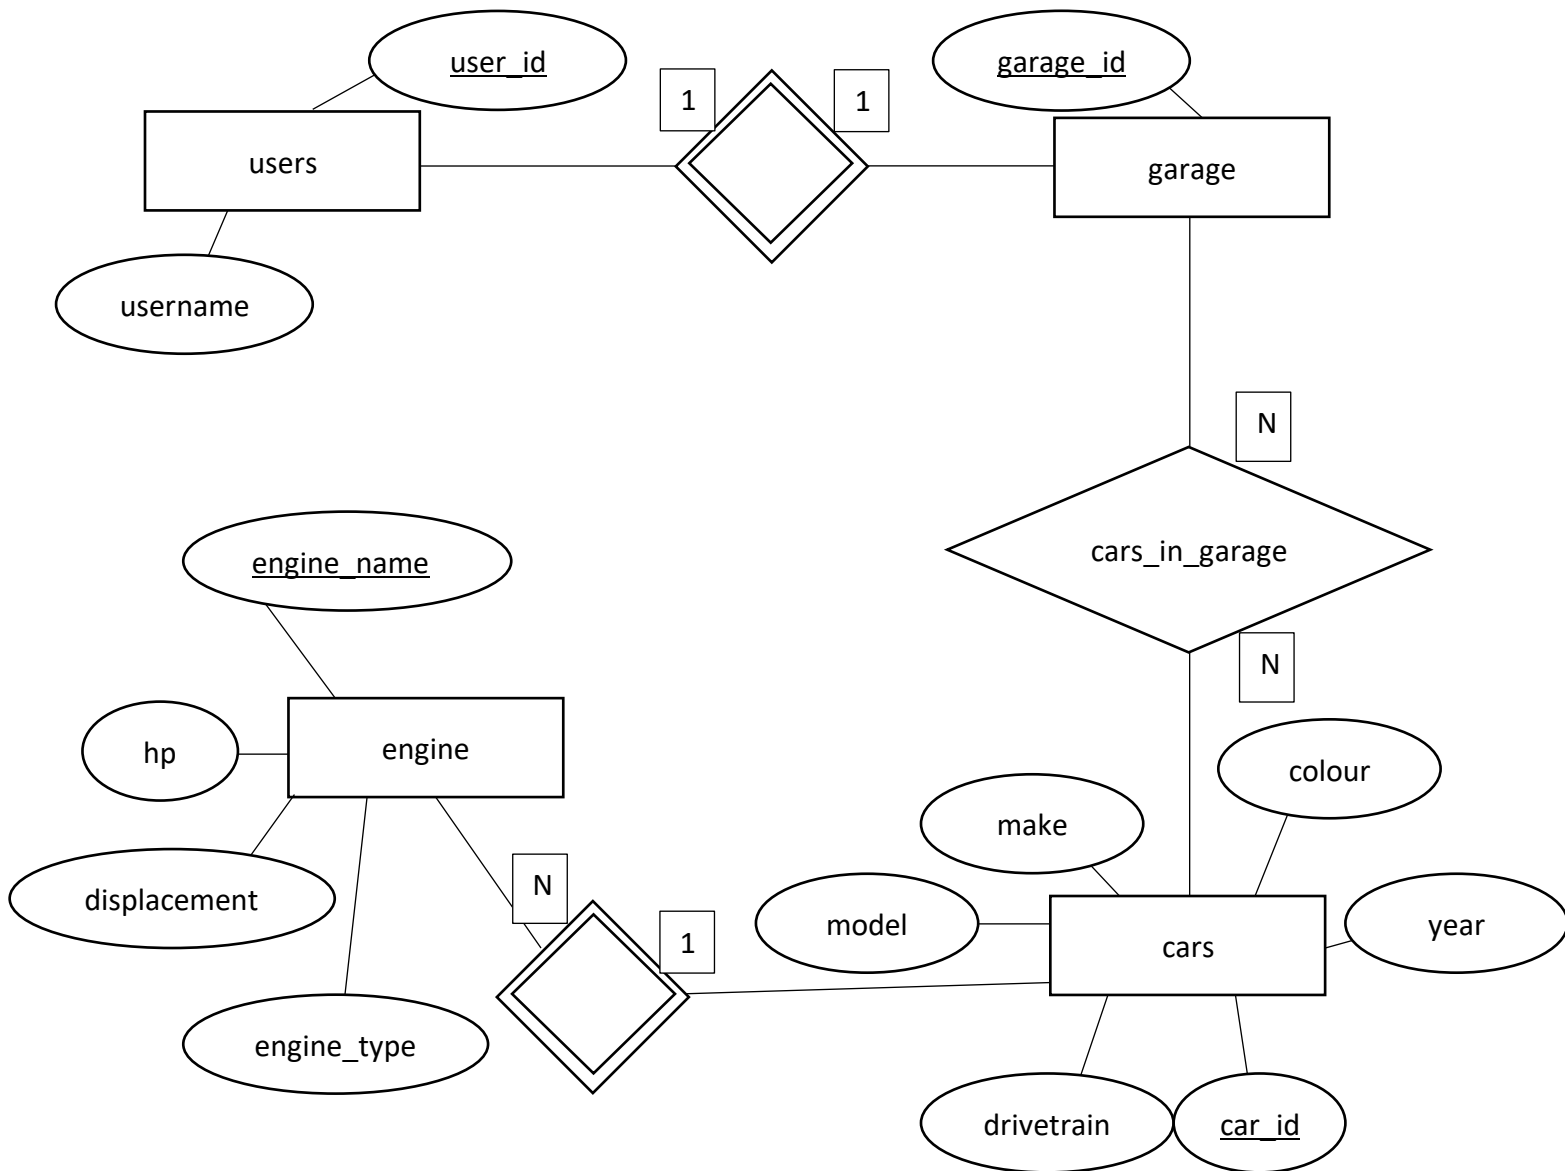 user_id
garage_id
1
1
users
garage
username
N
cars_in_garage
engine_name
N
hp
engine
colour
make
N
displacement
model
1
year
cars
engine_type
drivetrain
car_id